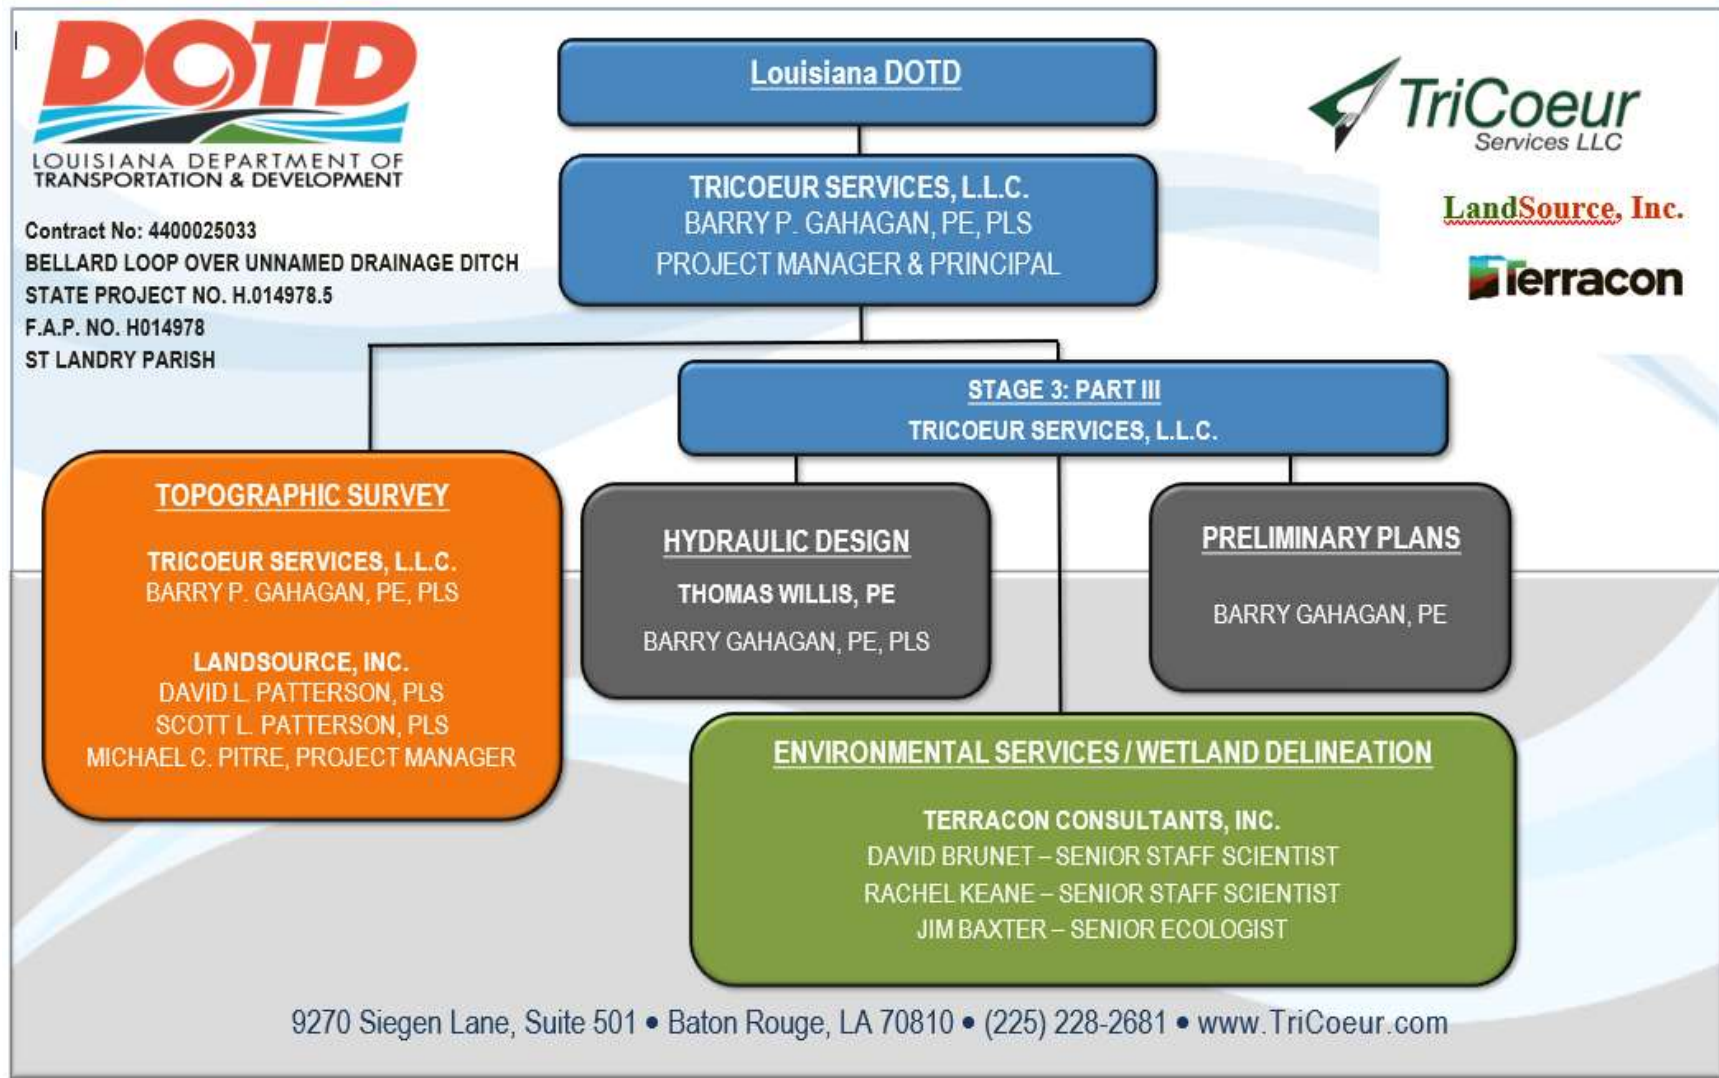 DOTD
LOUISIANA DEPARTMENT OF
TRANSPORTATION & DEVELOPMENT
Contract No: 4400025033
BELLARD LOOP OVER UNNAMED DRAINAGE DITCH
STATE PROJECT NO. H.014978.5
F.A.P. NO. H014978
ST LANDRY PARISH
Louisiana DOTD
TRICOEUR SERVICES, L.L.C.
BARRY P. GAHAGAN, PE, PLS
PROJECT MANAGER & PRINCIPAL
TriCoeur
Services LLC
LandSource, Inc.
Terracon
STAGE 3: PART III
TRICOEUR SERVICES, L.L.C.
TOPOGRAPHIC SURVEY
TRICOEUR SERVICES, L.L.C.
BARRY P. GAHAGAN, PE, PLS
LANDSOURCE, INC.
DAVID L. PATTERSON, PLS
SCOTT L. PATTERSON, PLS
MICHAEL C. PITRE, PROJECT MANAGER
HYDRAULIC DESIGN
THOMAS WILLIS, PE
BARRY GAHAGAN, PE, PLS
PRELIMINARY PLANS
BARRY GAHAGAN, PE
ENVIRONMENTAL SERVICES / WETLAND DELINEATION
TERRACON CONSULTANTS, INC.
DAVID BRUNET – SENIOR STAFF SCIENTIST
RACHEL KEANE – SENIOR STAFF SCIENTIST
JIM BAXTER – SENIOR ECOLOGIST
9270 Siegen Lane, Suite 501 • Baton Rouge, LA 70810 • (225) 228-2681 • www.TriCoeur.com